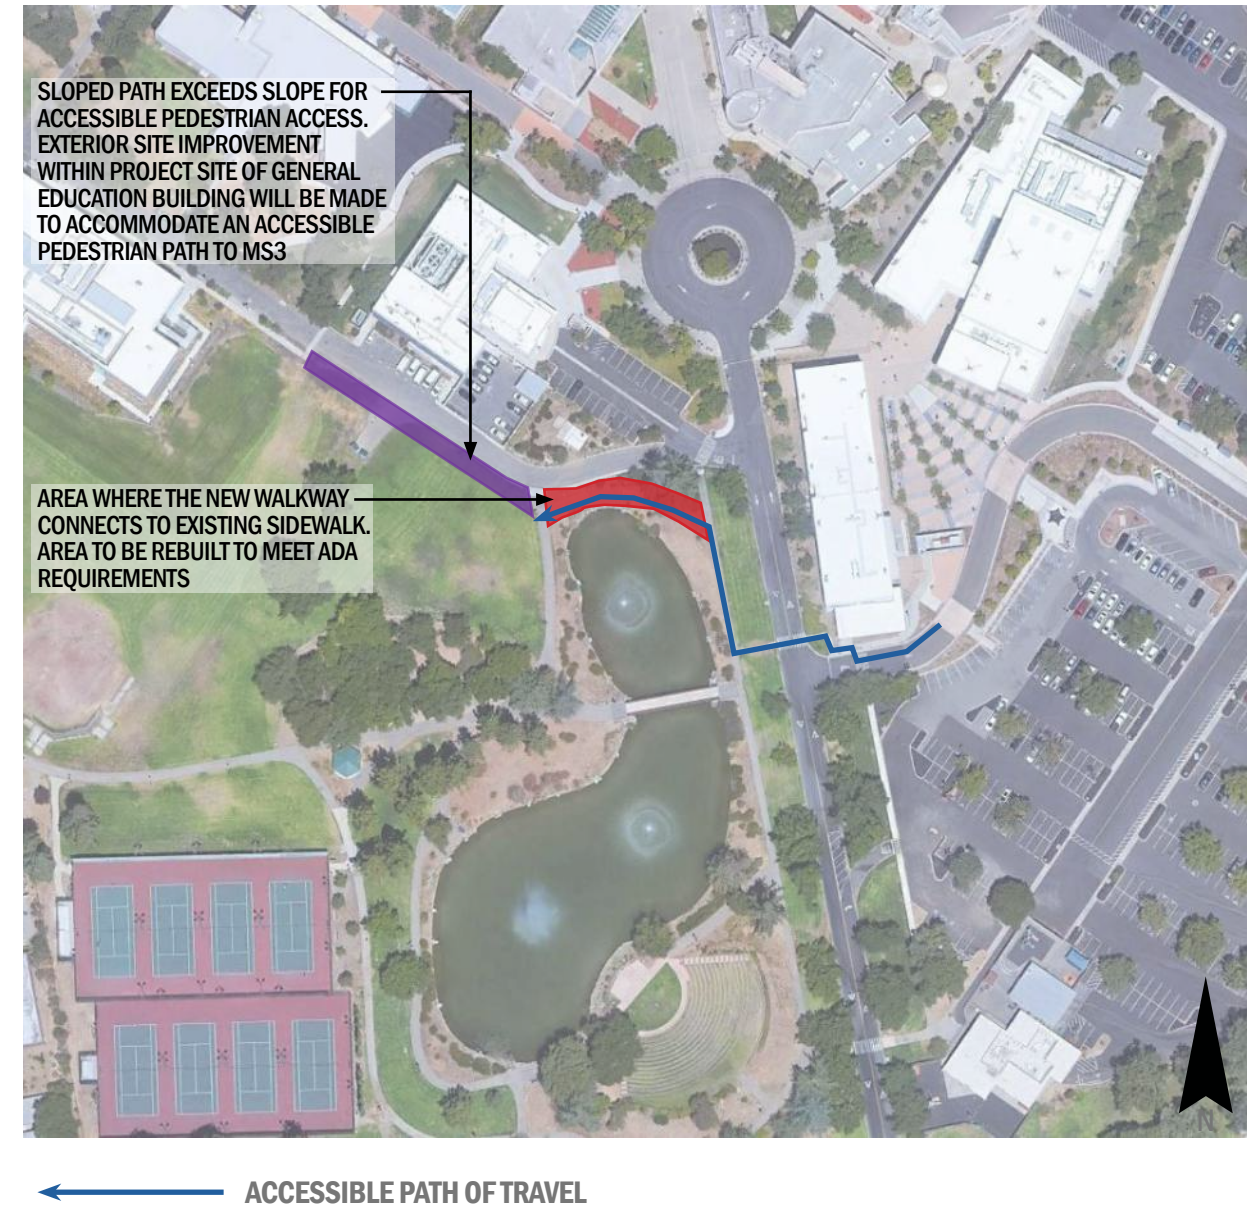 SLOPED PATH EXCEEDS SLOPE FOR
ACCESSIBLE PEDESTRIAN ACCESS.
EXTERIOR SITE IMPROVEMENT
WITHIN PROJECT SITE OF GENERAL
EDUCATION BUILDING WILL BE MADE
TO ACCOMMODATE AN ACCESSIBLE
PEDESTRIAN PATH TO MS3
AREA WHERE THE NEW WALKWAY
CONNECTS TO EXISTING SIDEWALK.
AREA TO BE REBUILT TO MEET ADA
REQUIREMENTS
N
ACCESSIBLE PATH OF TRAVEL